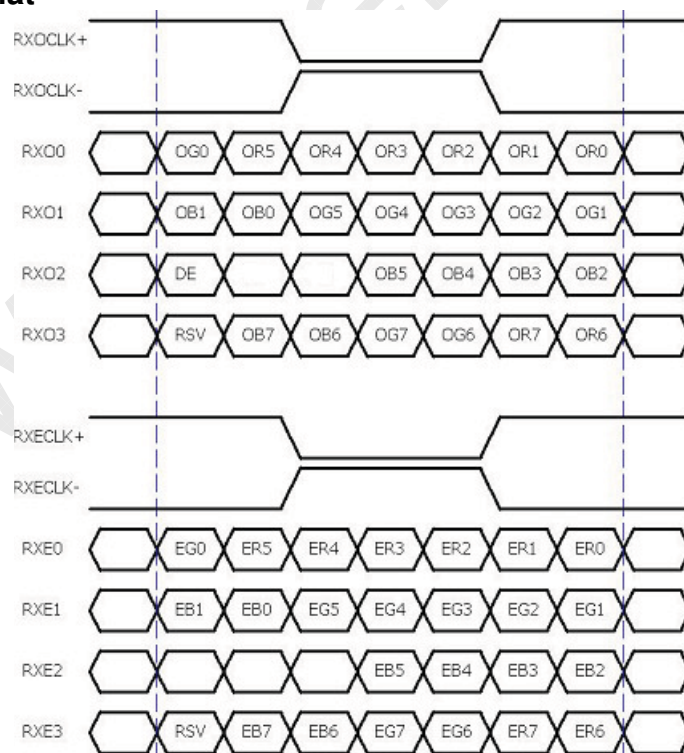 RXOCLK+
RXOCLK-
RXO0 OG0 OR5 OR4 OR3 OR2 OR1 OR0
RXO1 OB1 OB0 OG5 OG4 OG3 OG2 OG1
RXO2 DE OB5 OB4 OB3 OB2
RXO3 RSV OB7 OB6 OG7 OG6 OR7 OR6
RXECLK+
RXECLK-
RXE0 EG0 ER5 ER4 ER3 ER2 ER1 ER0
RXE1 EB1 EB0 EG5 EG4 EG3 EG2 EG1
RXE2 EB5 EB4 EB3 EB2
RXE3 RSV EB7 EB6 EG7 EG6 ER7 ER6